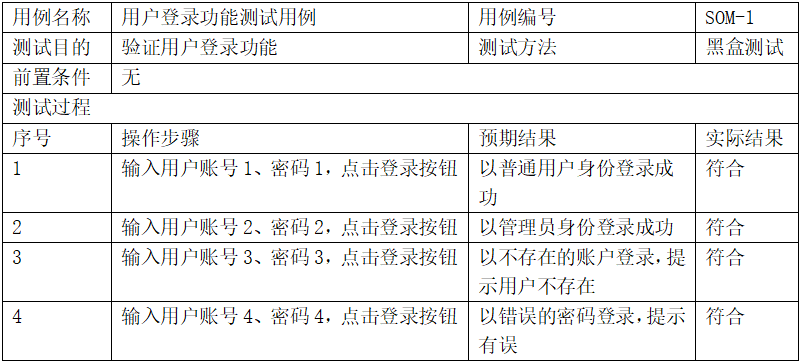 用例名称 用户登录功能测试用例 用例编号 SOM-1
测试目的 验证用户登录功能 测试方法 黑盒测试
前置条件 无
测试过程
序号 操作步骤 预期结果 实际结果
1 输入用户账号1、密码1，点击登录按钮 以普通用户身份登录成 符合
功
2 输入用户账号2、密码2，点击登录按钮 以管理员身份登录成功 符合
3 输入用户账号3、密码3，点击登录按钮 以不存在的账户登录，提 符合
示用户不存在
4 输入用户账号4、密码4，点击登录按钮 以错误的密码登录，提示 符合
有误